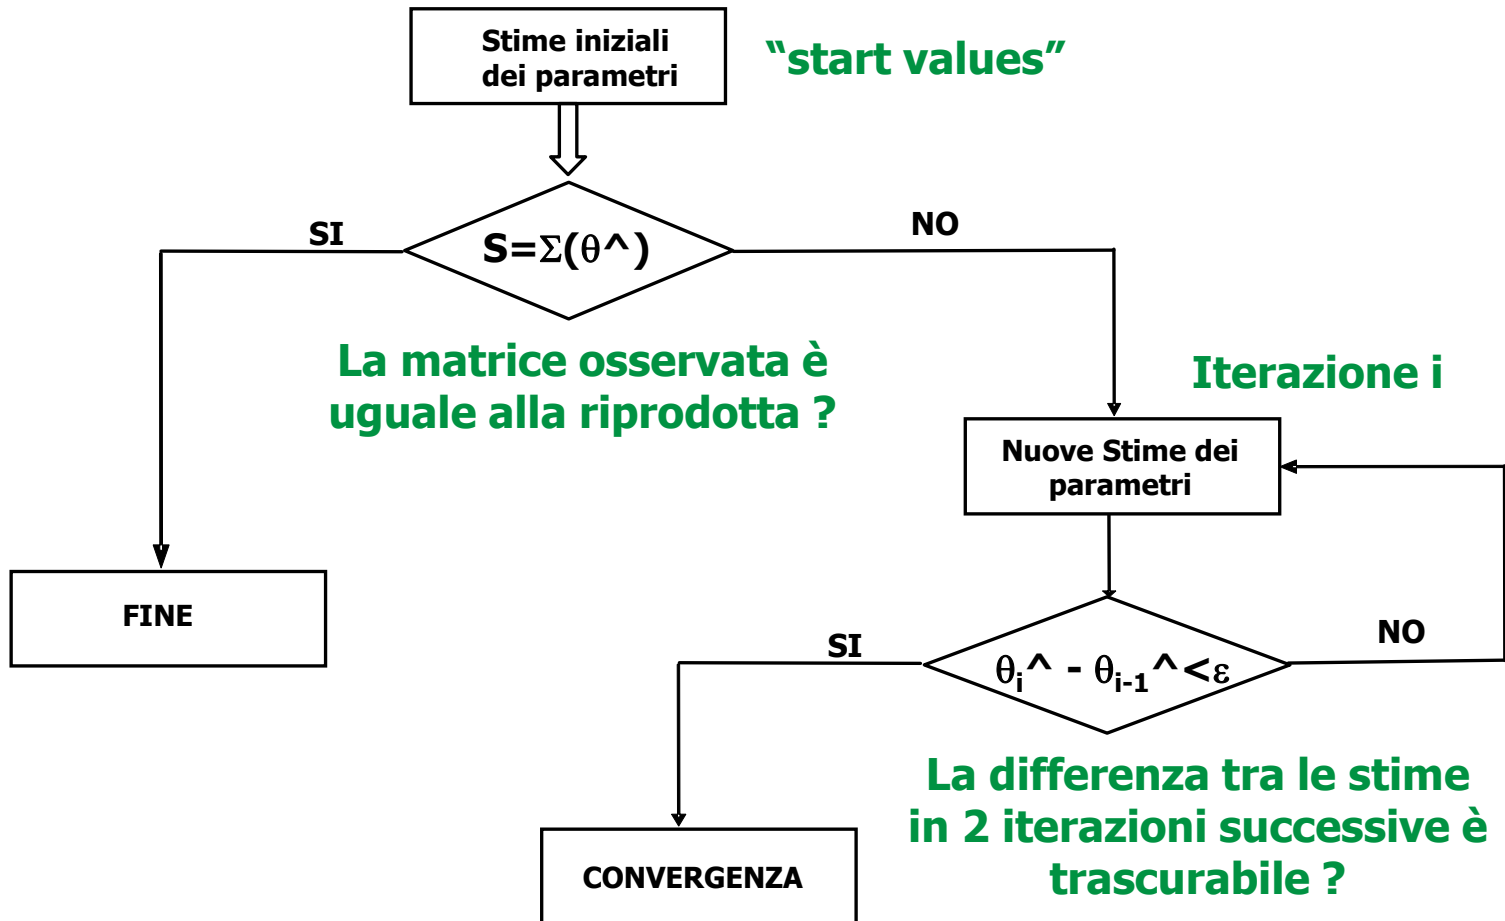 Stime iniziali
dei parametri
“start values”
SI
NO
S=Σ(θ^)
La matrice osservata è
uguale alla riprodotta ?
Iterazione i
Nuove Stime dei
parametri
FINE
SI
NO
θi^ - θi-1^<ε
La differenza tra le stime
in 2 iterazioni successive è
trascurabile ?
CONVERGENZA